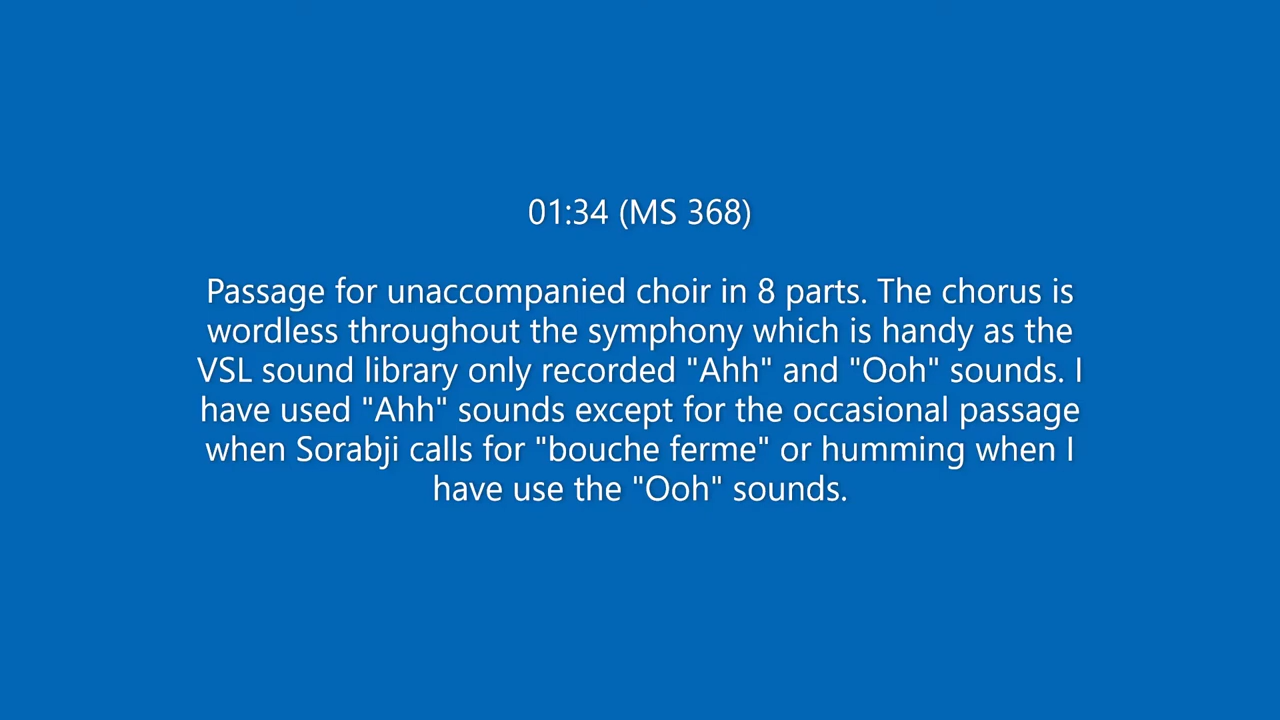 01:34 (MS 368)
Passage for unaccompanied choir in 8 parts. The chorus is
wordless throughout the symphony which is handy as the
VSL sound library only recorded "Ahh" and "Ooh" sounds. I
have used "Ahh" sounds except for the occasional passage
when Sorabji calls for "bouche ferme" or humming when I
have use the "Ooh" sounds.